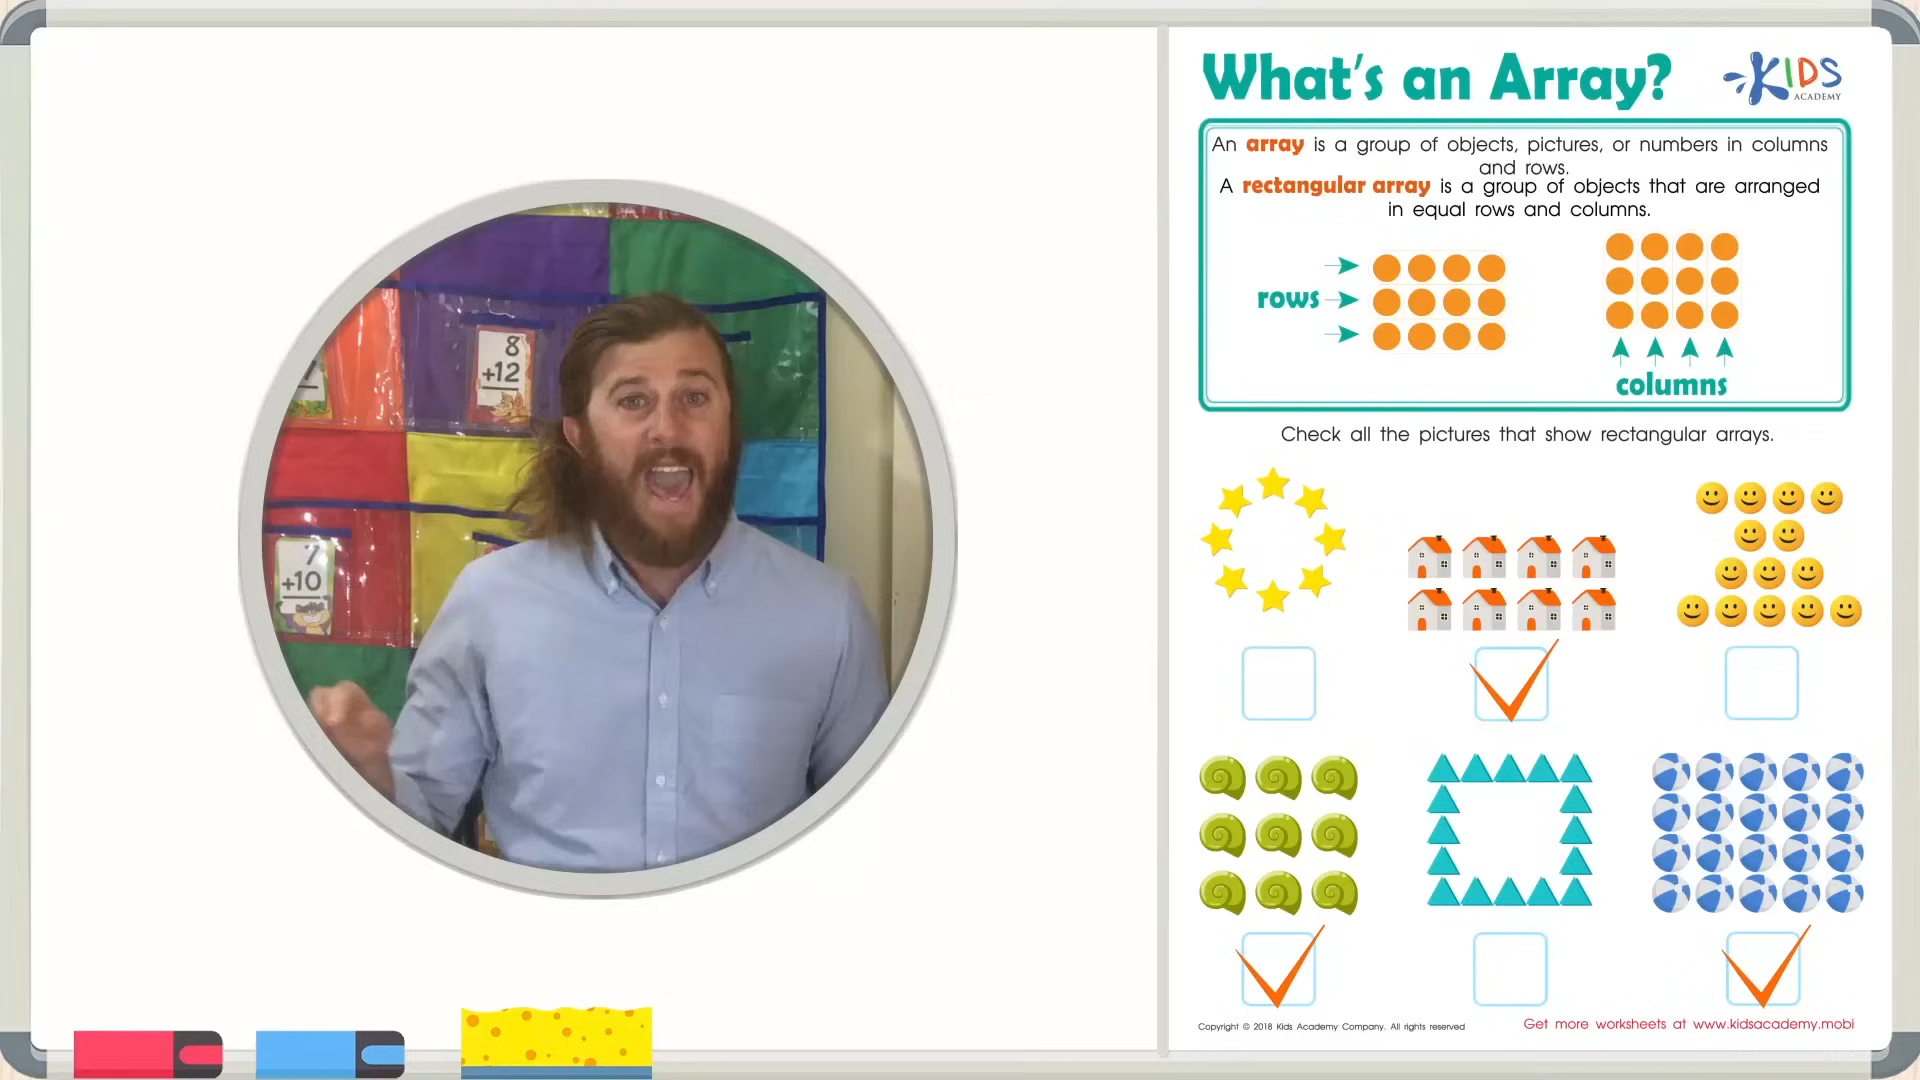 What's an Array?
KIDS
ACADEMY
An array is a group of objects, pictures, or numbers in columns
and rows.
A rectangular array is a group of objects that are arranged
in equal rows and columns.
rows
columns
Check all the pictures that show rectangular arrays.
8
+12
7
+10
Copyright © 2018 Kids Academy Company. All rights reserved
Get more worksheets at www.kidsacademy.mobi